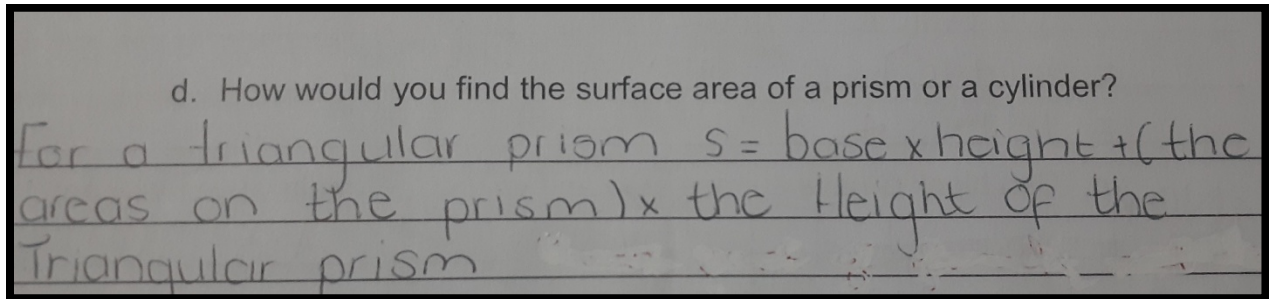 d. How would you find the surface area of a prism or a cylinder?
For a triangular prism S = base x height + (the
areas on the prism) x the Height Of the
Triangular prism